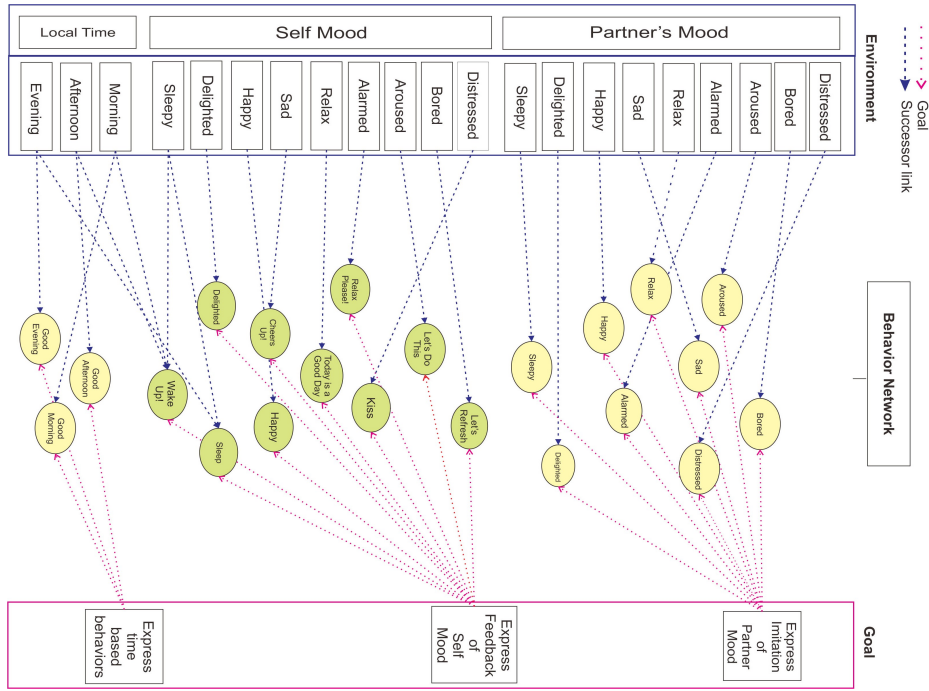 Local Time
Self Mood
Partner's Mood
Environment
Goal
Successor link
Evening
Afternoon
Morning
Sleepy
Delighted
Happy
Sad
Relax
Alarmed
Aroused
Bored
Distressed
Sleepy
Delighted
Happy
Sad
Relax
Alarmed
Aroused
Bored
Distressed
Behavior Network
Good
Evening
Good
Afternoon
Good
Morning
Wake
Up!
Delighted
Sleep
Cheers
Up!
Happy
Today is a
Good Day
Relax
Please!
Kiss
Let's Do
This
Let's
Refresh
Sleepy
Delighted
Happy
Alarmed
Relax
Sad
Distressed
Aroused
Bored
Goal
Express
time
based
behaviors
Express
Feedback
of
Self
Mood
Express
Imitation
of
Partner
Mood